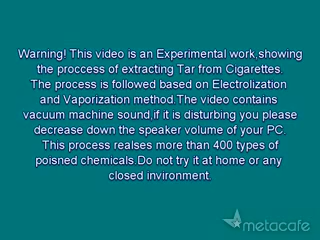 Warning! This video is an Experimental work,showing
the proccess of extracting Tar from Cigarettes.
The process is followed based on Electrolization
and Vaporization method.The video contains
vacuum machine sound,if it is disturbing you please
decrease down the speaker volume of your PC.
This process realses more than 400 types of
poisned chemicals.Do not try it at home or any
closed invironment.
metacafe